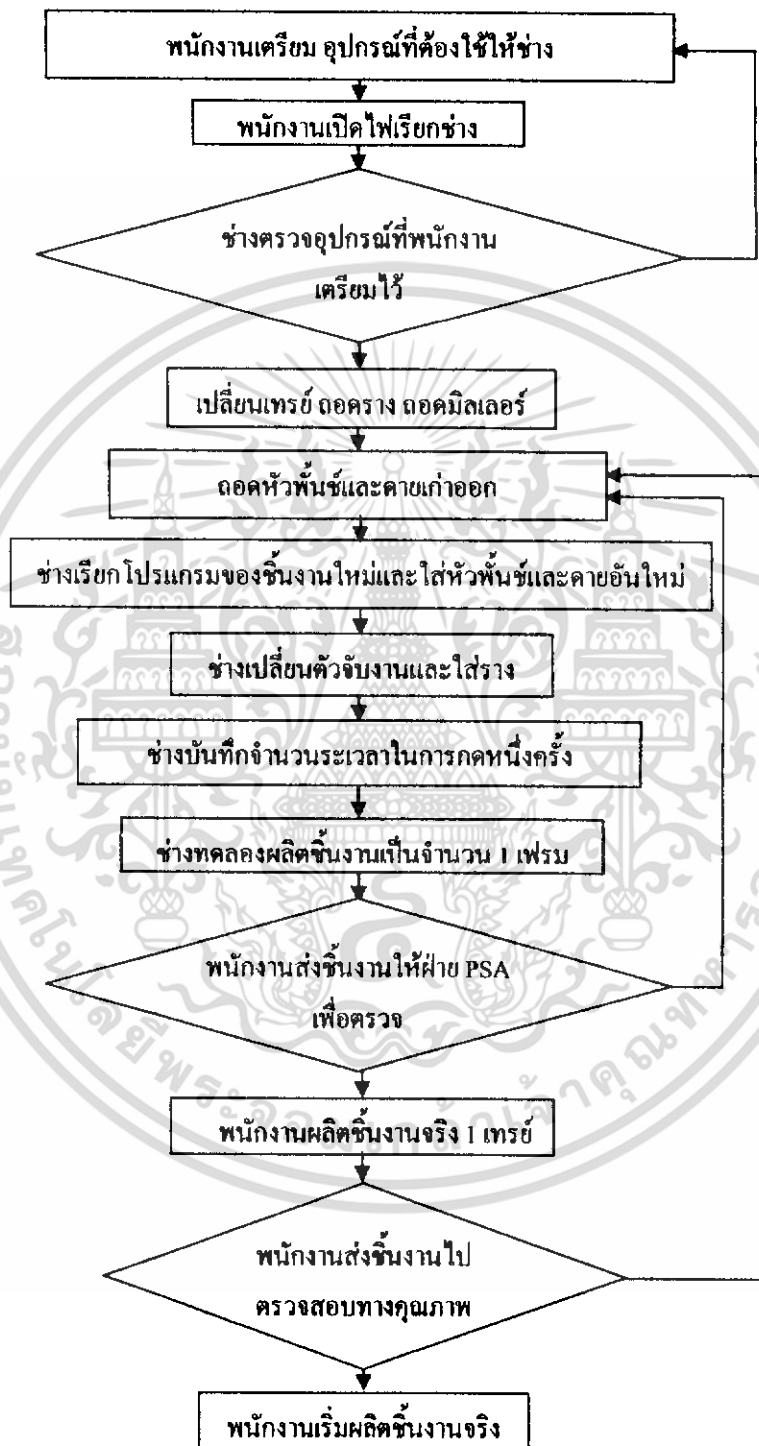 พนักงานเตรียม อุปกรณ์ที่ต้องใช้ให้ช่าง
พนักงานเปิดไฟเรียกช่าง
ช่างตรวจอุปกรณ์ที่พนักงาน
เตรียมไว้
เปลี่ยนเทรย์ ถอดราง ถอดมิลเลอร์
ถอดหัวพั้นช์และดายเก่าออก
ช่างเรียกโปรแกรมของชิ้นงานใหม่และใส่หัวพั้นช์และดายอันใหม่
ช่างเปลี่ยนตัวจับงานและใส่ราง
ช่างบันทึกจำนวนระเวลาในการกดหนึ่งครั้ง
ช่างทดลองผลิตชิ้นงานเป็นจำนวน 1 เฟรม
พนักงานส่งชิ้นงานให้ฝ่าย PSA
เพื่อตรวจ
พนักงานผลิตชิ้นงานจริง 1 เทรย์
พนักงานส่งชิ้นงานไป
ตรวจสอบทางคุณภาพ
พนักงานเริ่มผลิตชิ้นงานจริง